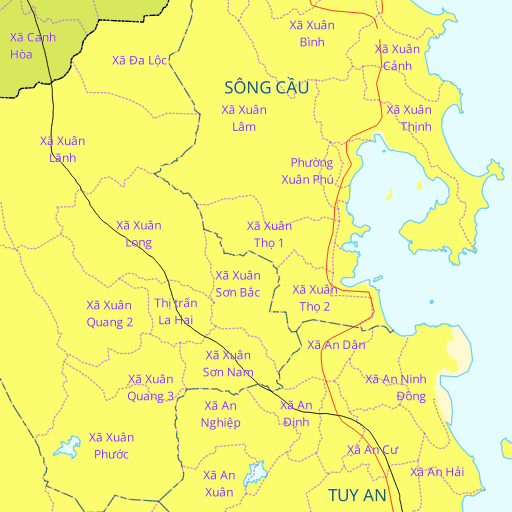 Xã Xuân
Bình
Xã Canh
Hòa
Xã Xuân
Cảnh
Xã Đa Lộc
SÔNG CẦU
Xã Xuân
Lâm
Xã Xuân
Thịnh
Xã Xuân
Lãnh
Phường
Xuân Phú
Xã Xuân
Long
Xã Xuân
Thọ 1
Xã Xuân
Sơn Bắc
Xã Xuân
Thọ 2
Xã Xuân
Quang 2
Thị trấn
La Hai
Xã An Dân
Xã Xuân
Sơn Nam
Xã Xuân
Quang 3
Xã An Ninh
Đông
Xã An
Nghiệp
Xã An
Định
Xã Xuân
Phước
Xã An Cư
Xã An
Xuân
Xã An Hải
TUY AN